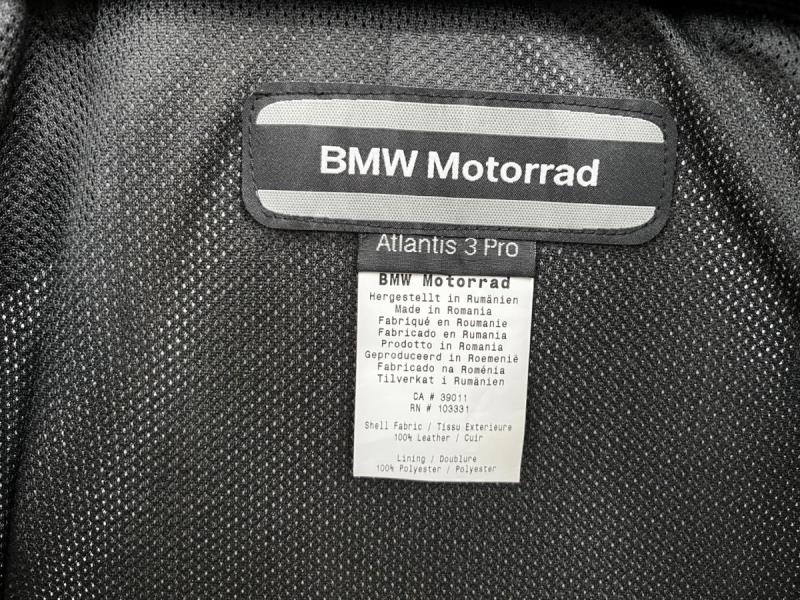 BMW Motorrad
Atlantis 3 Pro
BMW Motorrad
Hergestellt in Rumänien
Made in Romania
Fabriqué en Roumanie
Fabricado en Rumania
Prodotto in Romania
Geproduceerd in Roemenië
Fabricado na Roménia
Tilverkat i Rumänien
CA # 39011
RN # 103331
Shell Fabric / Tissu Exterieure
100% Leather / Cuir
Lining / Doublure
100% Polyester / Polyester